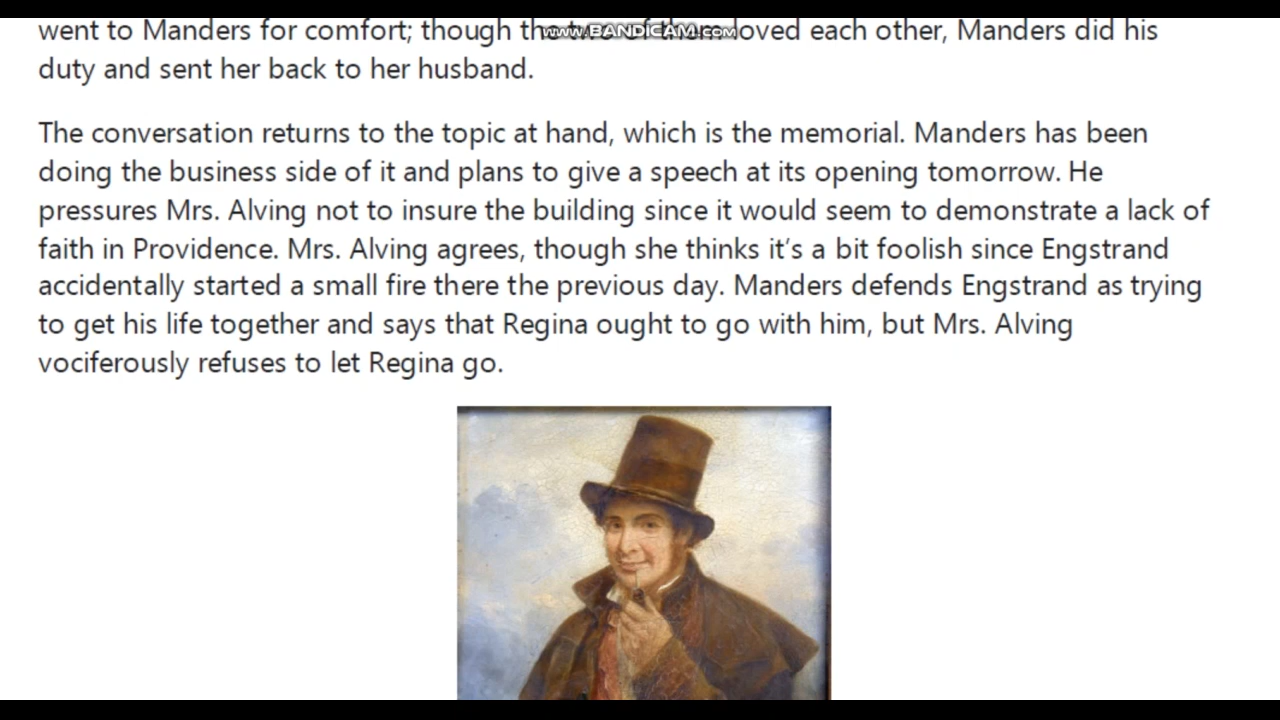 went to Manders for comfort; though the two of them loved each other, Manders did his
www.BANDICAM.com
duty and sent her back to her husband.
The conversation returns to the topic at hand, which is the memorial. Manders has been
doing the business side of it and plans to give a speech at its opening tomorrow. He
pressures Mrs. Alving not to insure the building since it would seem to demonstrate a lack of
faith in Providence. Mrs. Alving agrees, though she thinks it’s a bit foolish since Engstrand
accidentally started a small fire there the previous day. Manders defends Engstrand as trying
to get his life together and says that Regina ought to go with him, but Mrs. Alving
vociferously refuses to let Regina go.